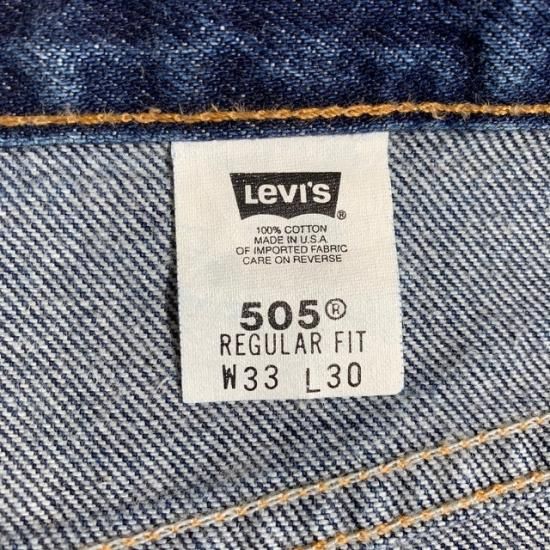 LEVI'S®
100% COTTON
MADE IN U.S.A
OF IMPORTED FABRIC
CARE ON REVERSE
505®
REGULAR FIT
W33 L30